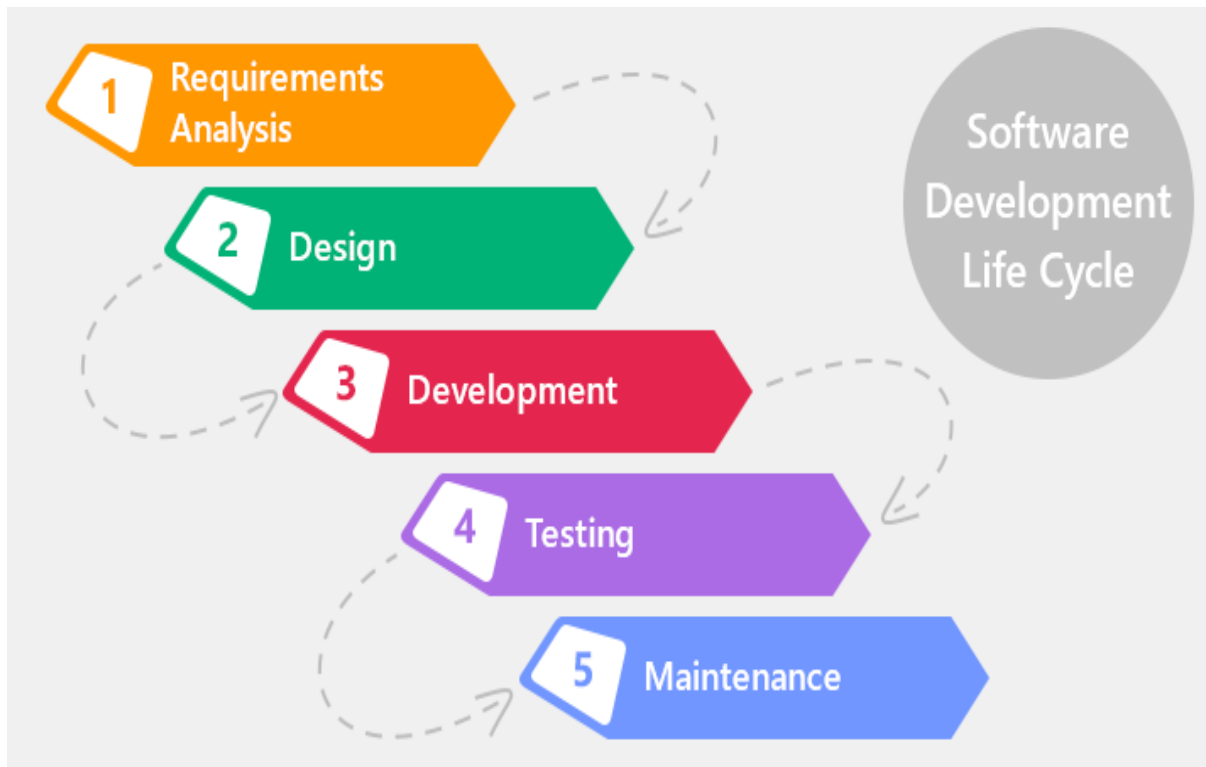 1
Requirements
Analysis
2
Design
3
Development
4
Testing
5
Maintenance
Software
Development
Life Cycle